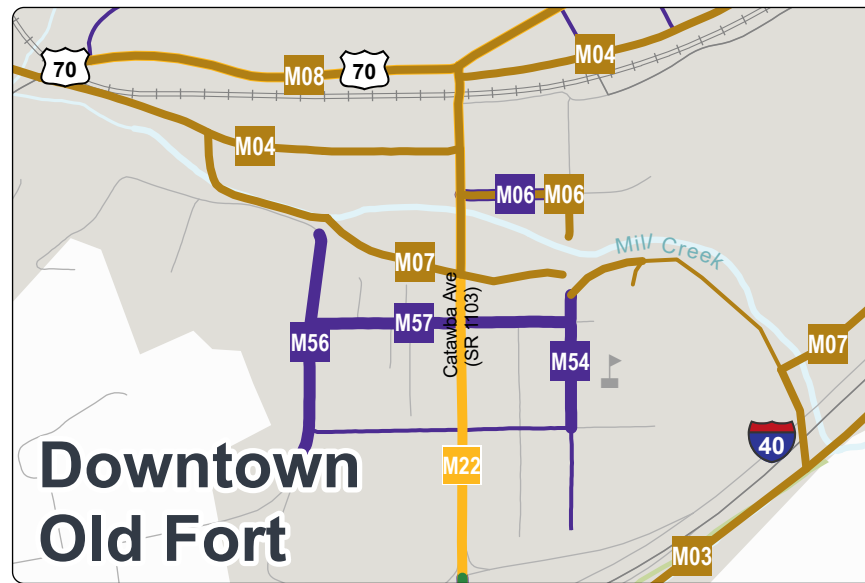 M04
70
M08
70
M04
M06
M06
Mill Creek
M07
Catawba Ave
(SR 1103)
M57
M56
M54
M07
40
M22
Downtown
Old Fort
M03